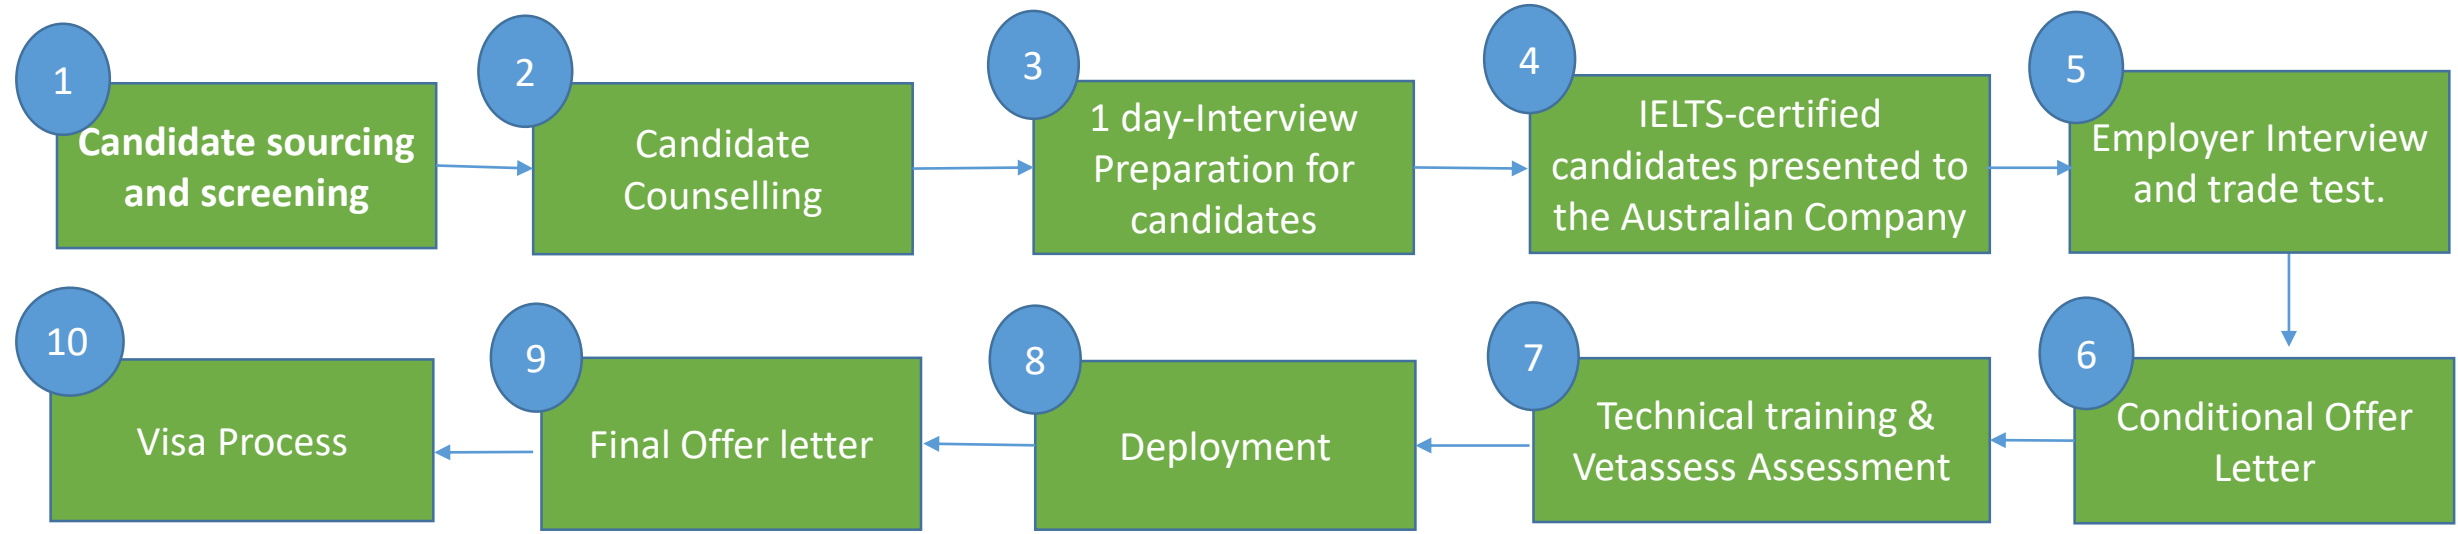 1
Candidate sourcing
and screening
2
Candidate
Counselling
3
1 day-Interview
Preparation for
candidates
4
IELTS-certified
candidates presented to
the Australian Company
5
Employer Interview
and trade test.
6
Conditional Offer
Letter
7
Technical training &
Vetassess Assessment
8
Deployment
9
Final Offer letter
10
Visa Process